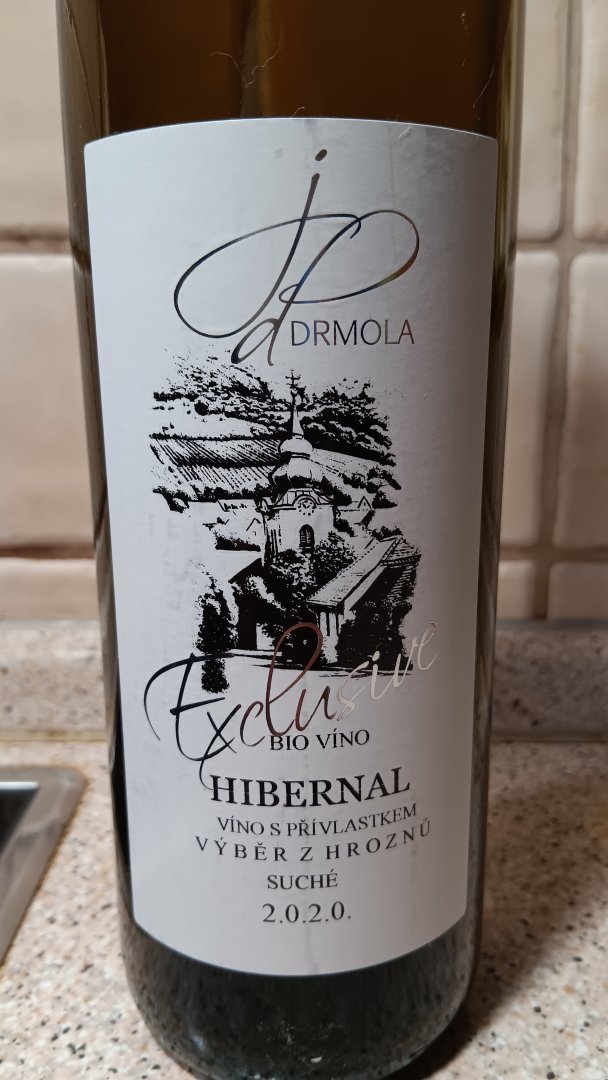 jd DRMOLA
Exclusive
BIO VÍNO
HIBERNAL
VÍNO S PŘÍVLASTKEM
VÝBĚR Z HROZNŮ
SUCHÉ
2.0.2.0.